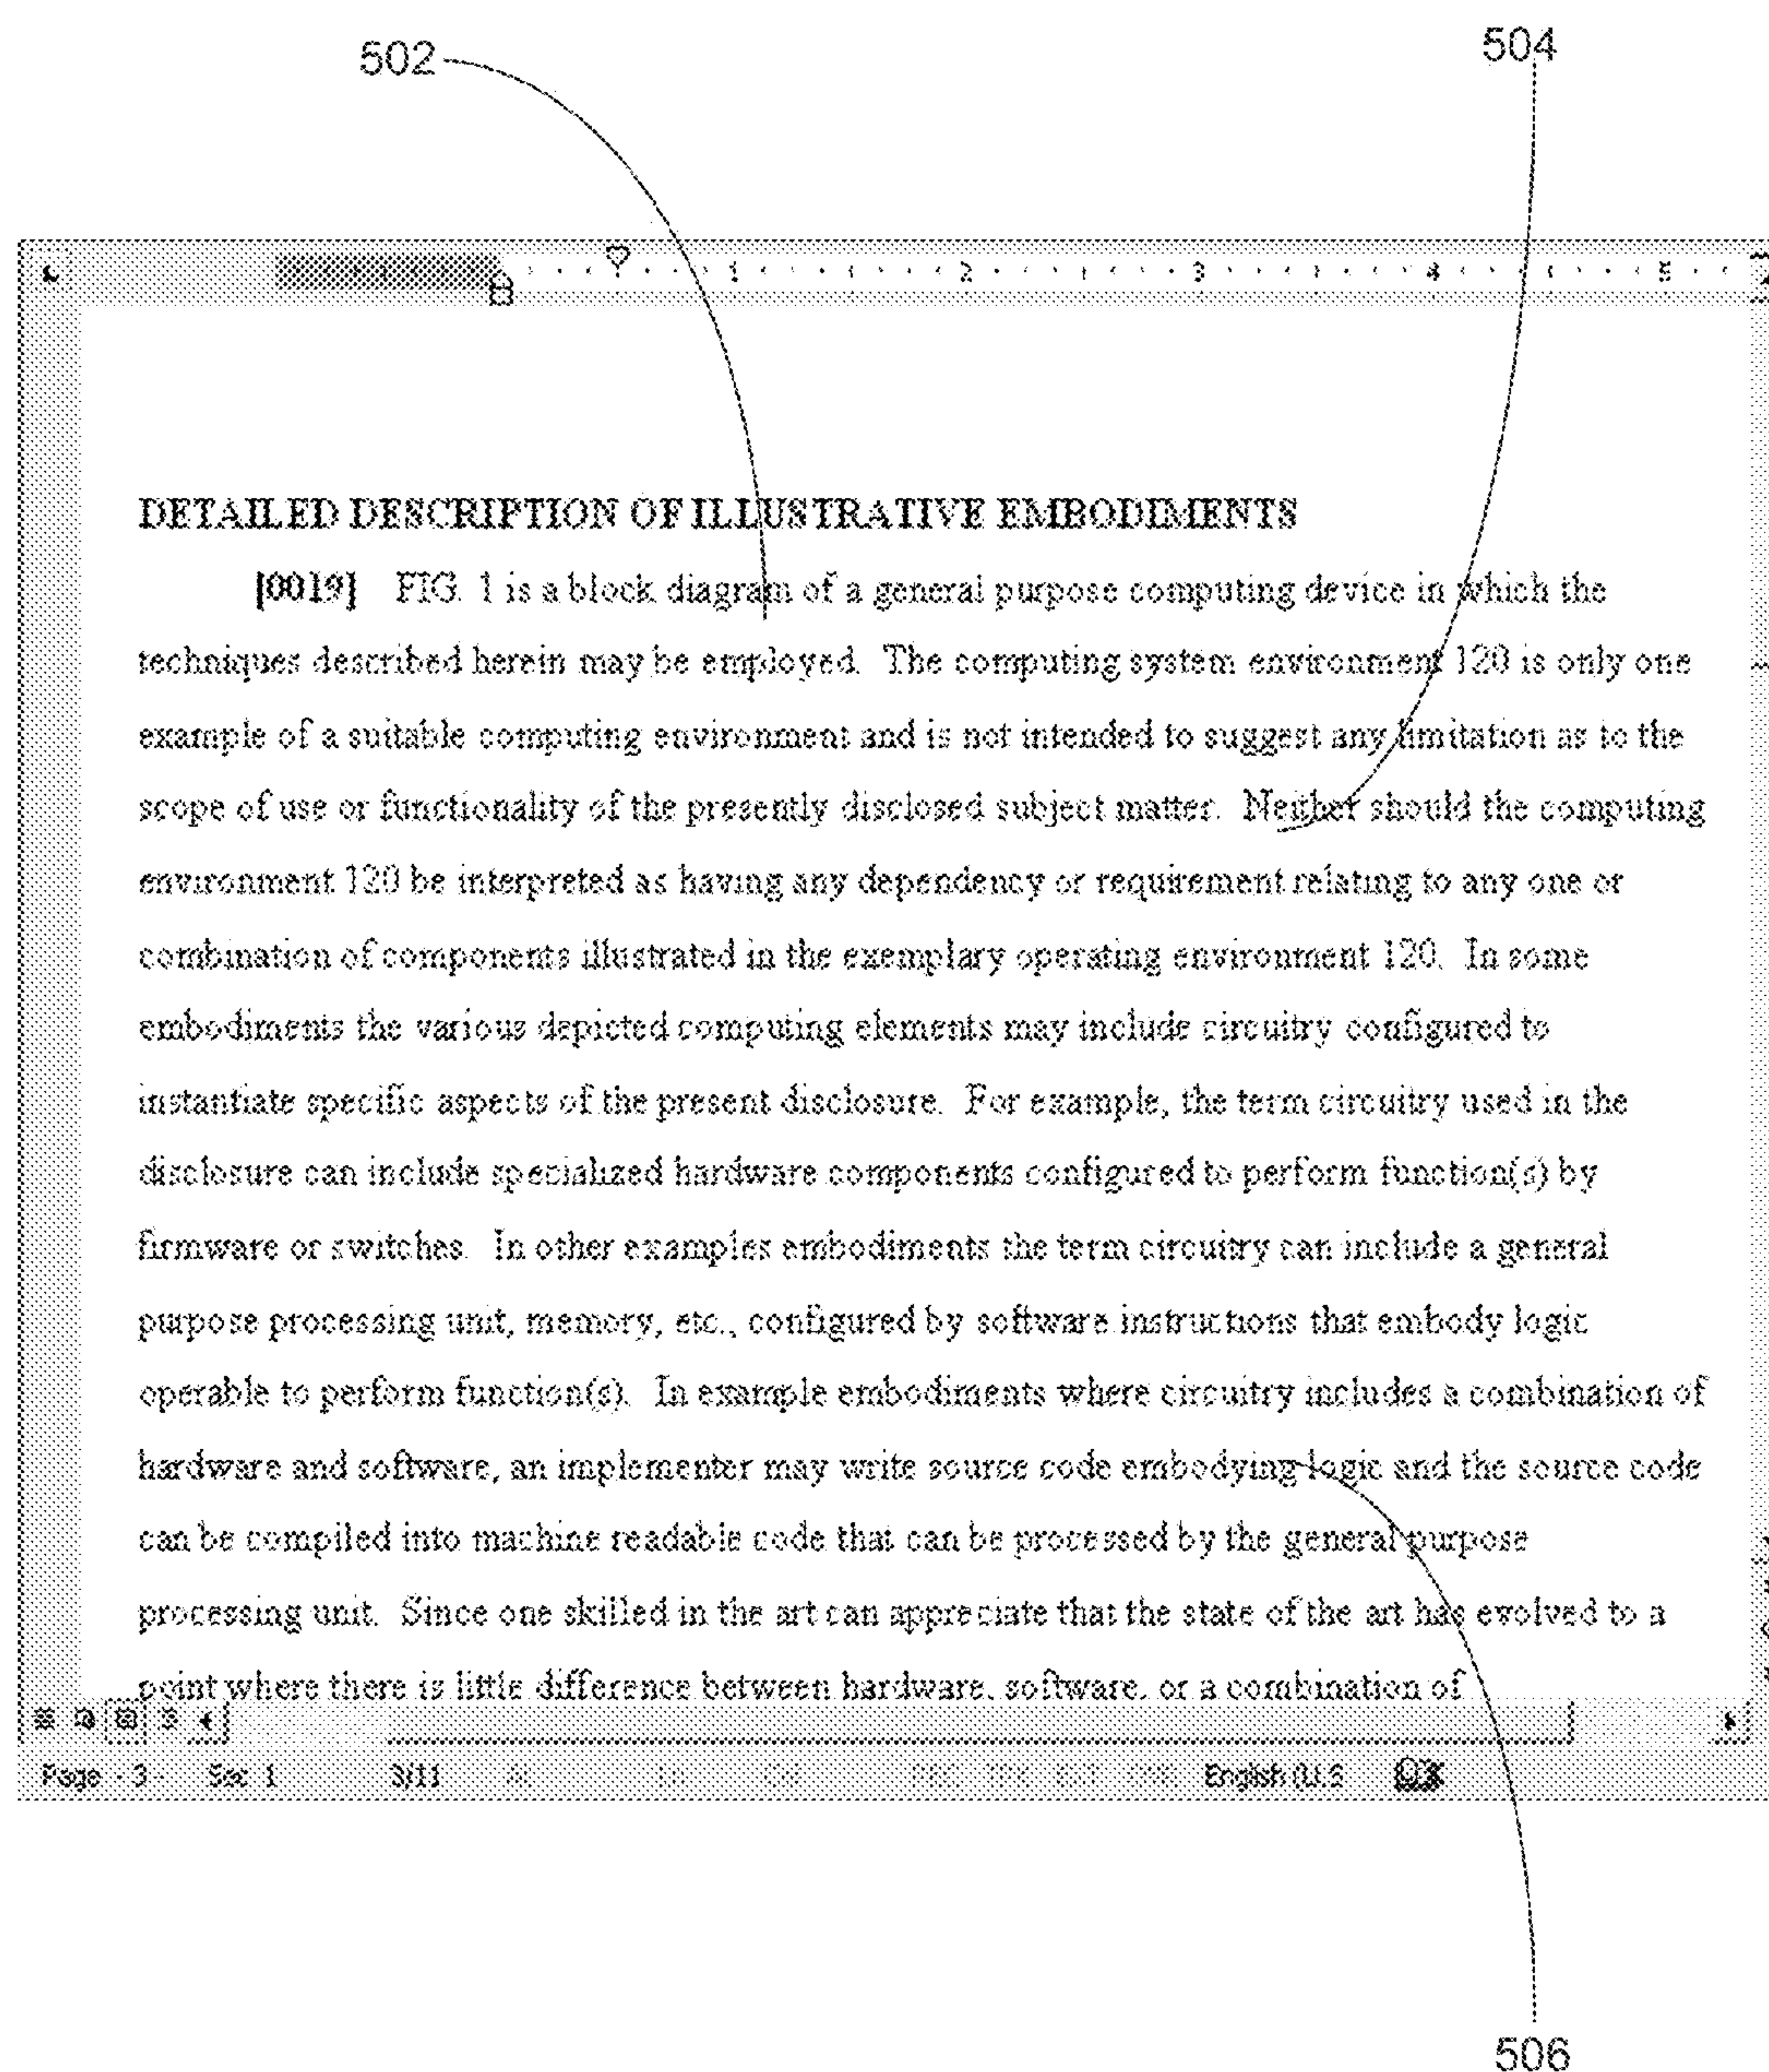 502 504
1 2 3 4 5
DETAILED DESCRIPTION OF ILLUSTRATIVE EMBODIMENTS
[0019] FIG. 1 is a block diagram of a general purpose computing device in which the
techniques described herein may be employed. The computing system environment 120 is only one
example of a suitable computing environment and is not intended to suggest any limitation as to the
scope of use or functionality of the presently disclosed subject matter. Neither should the computing
environment 120 be interpreted as having any dependency or requirement relating to any one or
combination of components illustrated in the exemplary operating environment 120. In some
embodiments the various depicted computing elements may include circuitry configured to
instantiate specific aspects of the present disclosure. For example, the term circuitry used in the
disclosure can include specialized hardware components configured to perform function(s) by
firmware or switches. In other examples embodiments the term circuitry can include a general
purpose processing unit, memory, etc., configured by software instructions that embody logic
operable to perform function(s). In example embodiments where circuitry includes a combination of
hardware and software, an implementer may write source code embodying logic and the source code
can be compiled into machine readable code that can be processed by the general purpose
processing unit. Since one skilled in the art can appreciate that the state of the art has evolved to a
point where there is little difference between hardware, software, or a combination of
Page - 3 - Sec 1 3/11 English (U.S
506